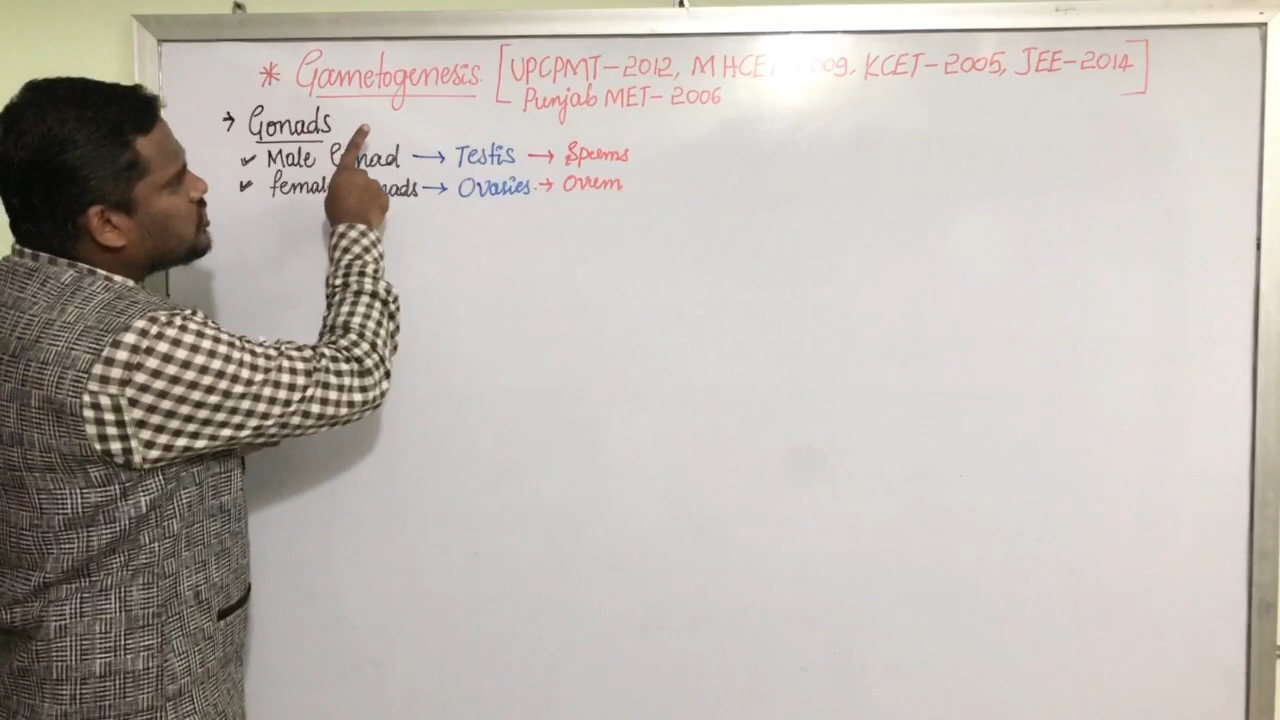 * Gametogenesis [UPCPMT-2012, MHCE 2009, KCET-2005, JEE-2014]
Punjab MET-2006
→ Gonads
✓ Male Gonad → Testis → Sperms
✓ female Gonads → Ovaries. → Ovum